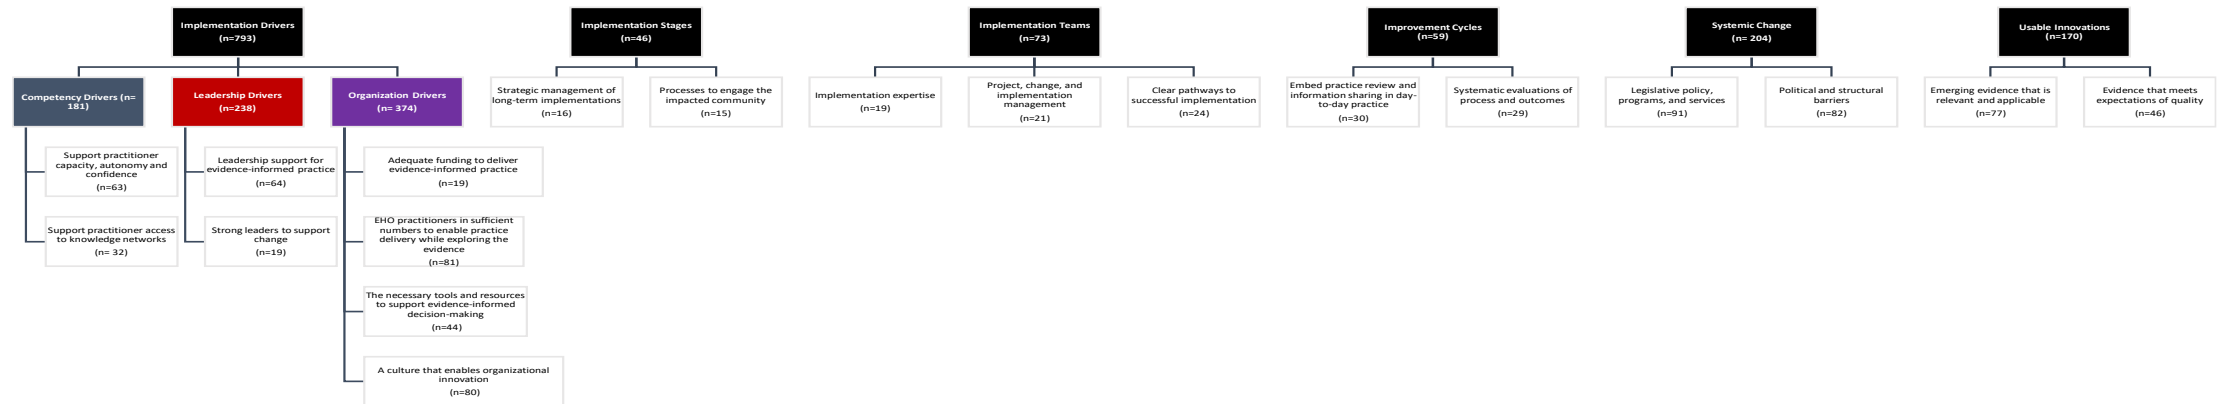 Implementation Drivers
(n=793)
Competency Drivers (n=
181)
Support practitioner
capacity, autonomy and
confidence
(n=63)
Support practitioner access
to knowledge networks
(n= 32)
Leadership Drivers
(n=238)
Leadership support for
evidence-informed practice
(n=64)
Strong leaders to support
change
(n=19)
Organization Drivers
(n= 374)
Adequate funding to deliver
evidence-informed practice
(n=19)
EHO practitioners in sufficient
numbers to enable practice
delivery while exploring the
evidence
(n=81)
The necessary tools and resources
to support evidence-informed
decision-making
(n=44)
A culture that enables organizational
innovation
(n=80)
Implementation Stages
(n=46)
Strategic management of
long-term implementations
(n=16)
Processes to engage the
impacted community
(n=15)
Implementation Teams
(n=73)
Implementation expertise
(n=19)
Project, change, and
implementation
management
(n=21)
Clear pathways to
successful implementation
(n=24)
Improvement Cycles
(n=59)
Embed practice review and
information sharing in day-
to-day practice
(n=30)
Systematic evaluations of
process and outcomes
(n=29)
Systemic Change
(n= 204)
Legislative policy,
programs, and services
(n=91)
Political and structural
barriers
(n=82)
Usable Innovations
(n=170)
Emerging evidence that is
relevant and applicable
(n=77)
Evidence that meets
expectations of quality
(n=46)